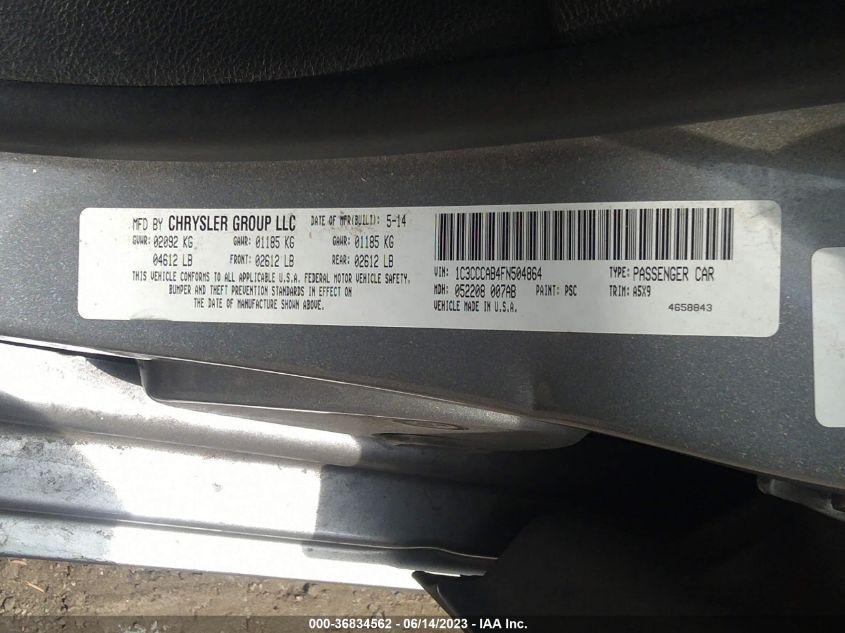 MFD BY CHRYSLER GROUP LLC DATE OF MFR(BUILT): 5-14
GVWR: 02092 KG GAWR: 01185 KG GAWR: 01185 KG
04612 LB FRONT: 02612 LB REAR: 02612 LB
THIS VEHICLE CONFORMS TO ALL APPLICABLE U.S.A. FEDERAL MOTOR VEHICLE SAFETY,
BUMPER AND THEFT PREVENTION STANDARDS IN EFFECT ON
THE DATE OF MANUFACTURE SHOWN ABOVE.
VIN: 1C3CCCAB4FN504864 TYPE: PASSENGER CAR
MDH: 052208 007AB PAINT: PSC TRIM: A5X9
VEHICLE MADE IN U.S.A. 4658843
000-36834562 - 06/14/2023 - IAA Inc.